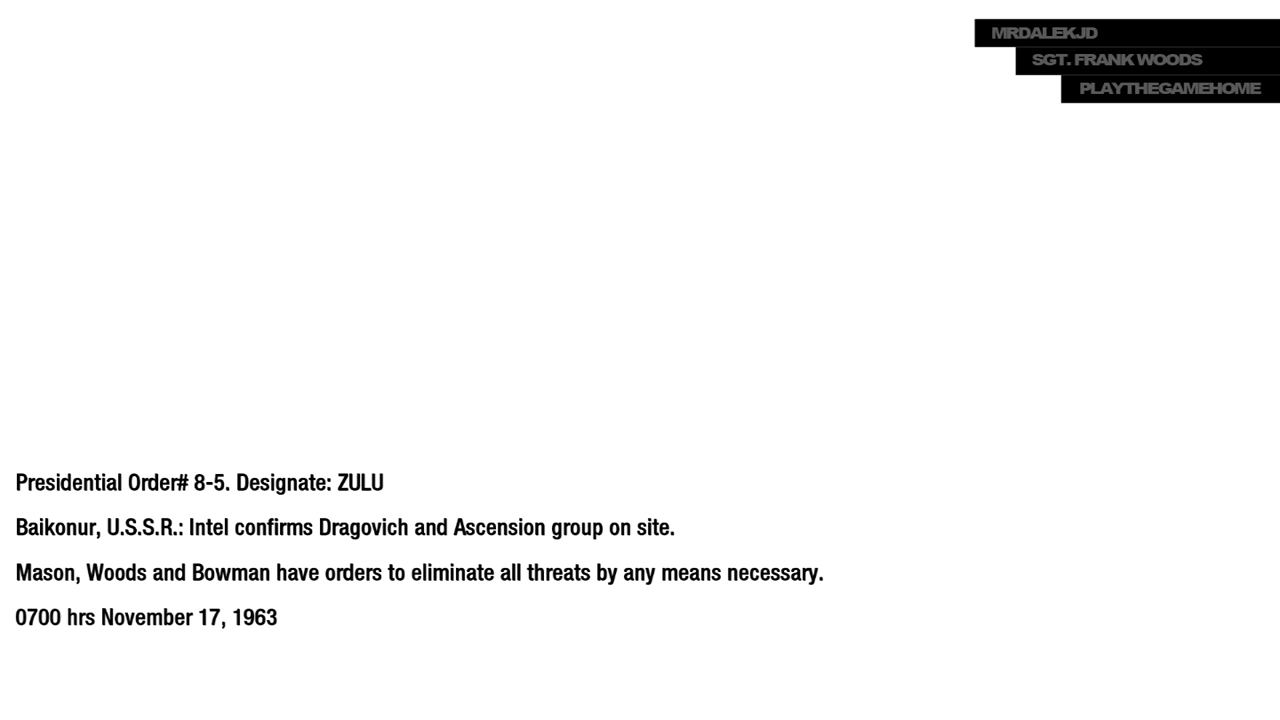 MRDALEKJD
SGT. FRANK WOODS
PLAYTHEGAMEHOME
Presidential Order# 8-5. Designate: ZULU
Baikonur, U.S.S.R.: Intel confirms Dragovich and Ascension group on site.
Mason, Woods and Bowman have orders to eliminate all threats by any means necessary.
0700 hrs November 17, 1963